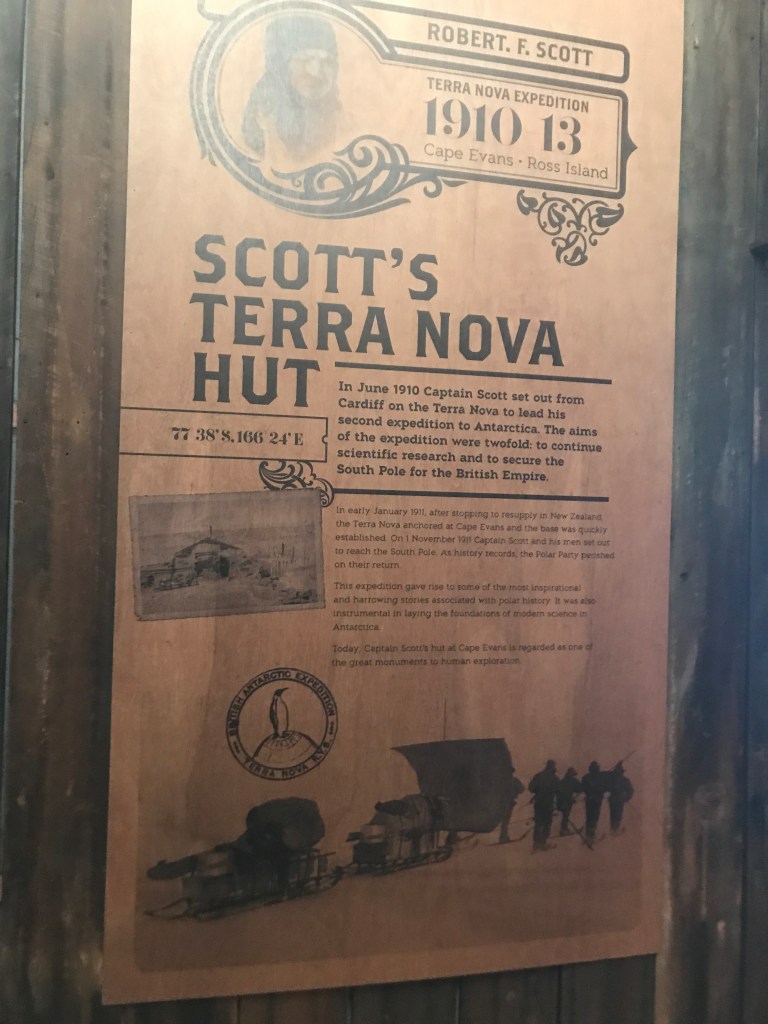 ROBERT. F. SCOTT
TERRA NOVA EXPEDITION
1910 13
Cape Evans · Ross Island
SCOTT'S
TERRA NOVA
HUT
77 38'S, 166 24'E
In June 1910 Captain Scott set out from
Cardiff on the Terra Nova to lead his
second expedition to Antarctica. The aims
of the expedition were twofold: to continue
scientific research and to secure the
South Pole for the British Empire.
In early January 1911, after stopping to resupply in New Zealand,
the Terra Nova anchored at Cape Evans and the base was quickly
established. On 1 November 1911 Captain Scott and his men set out
to reach the South Pole. As history records, the Polar Party perished
on their return.
This expedition gave rise to some of the most inspirational
and harrowing stories associated with polar history. It was also
instrumental in laying the foundations of modern science in
Antarctica.
Today, Captain Scott's hut at Cape Evans is regarded as one of
the great monuments to human exploration.
BRITISH ANTARCTIC EXPEDITION
TERRA NOVA R.Y.S.